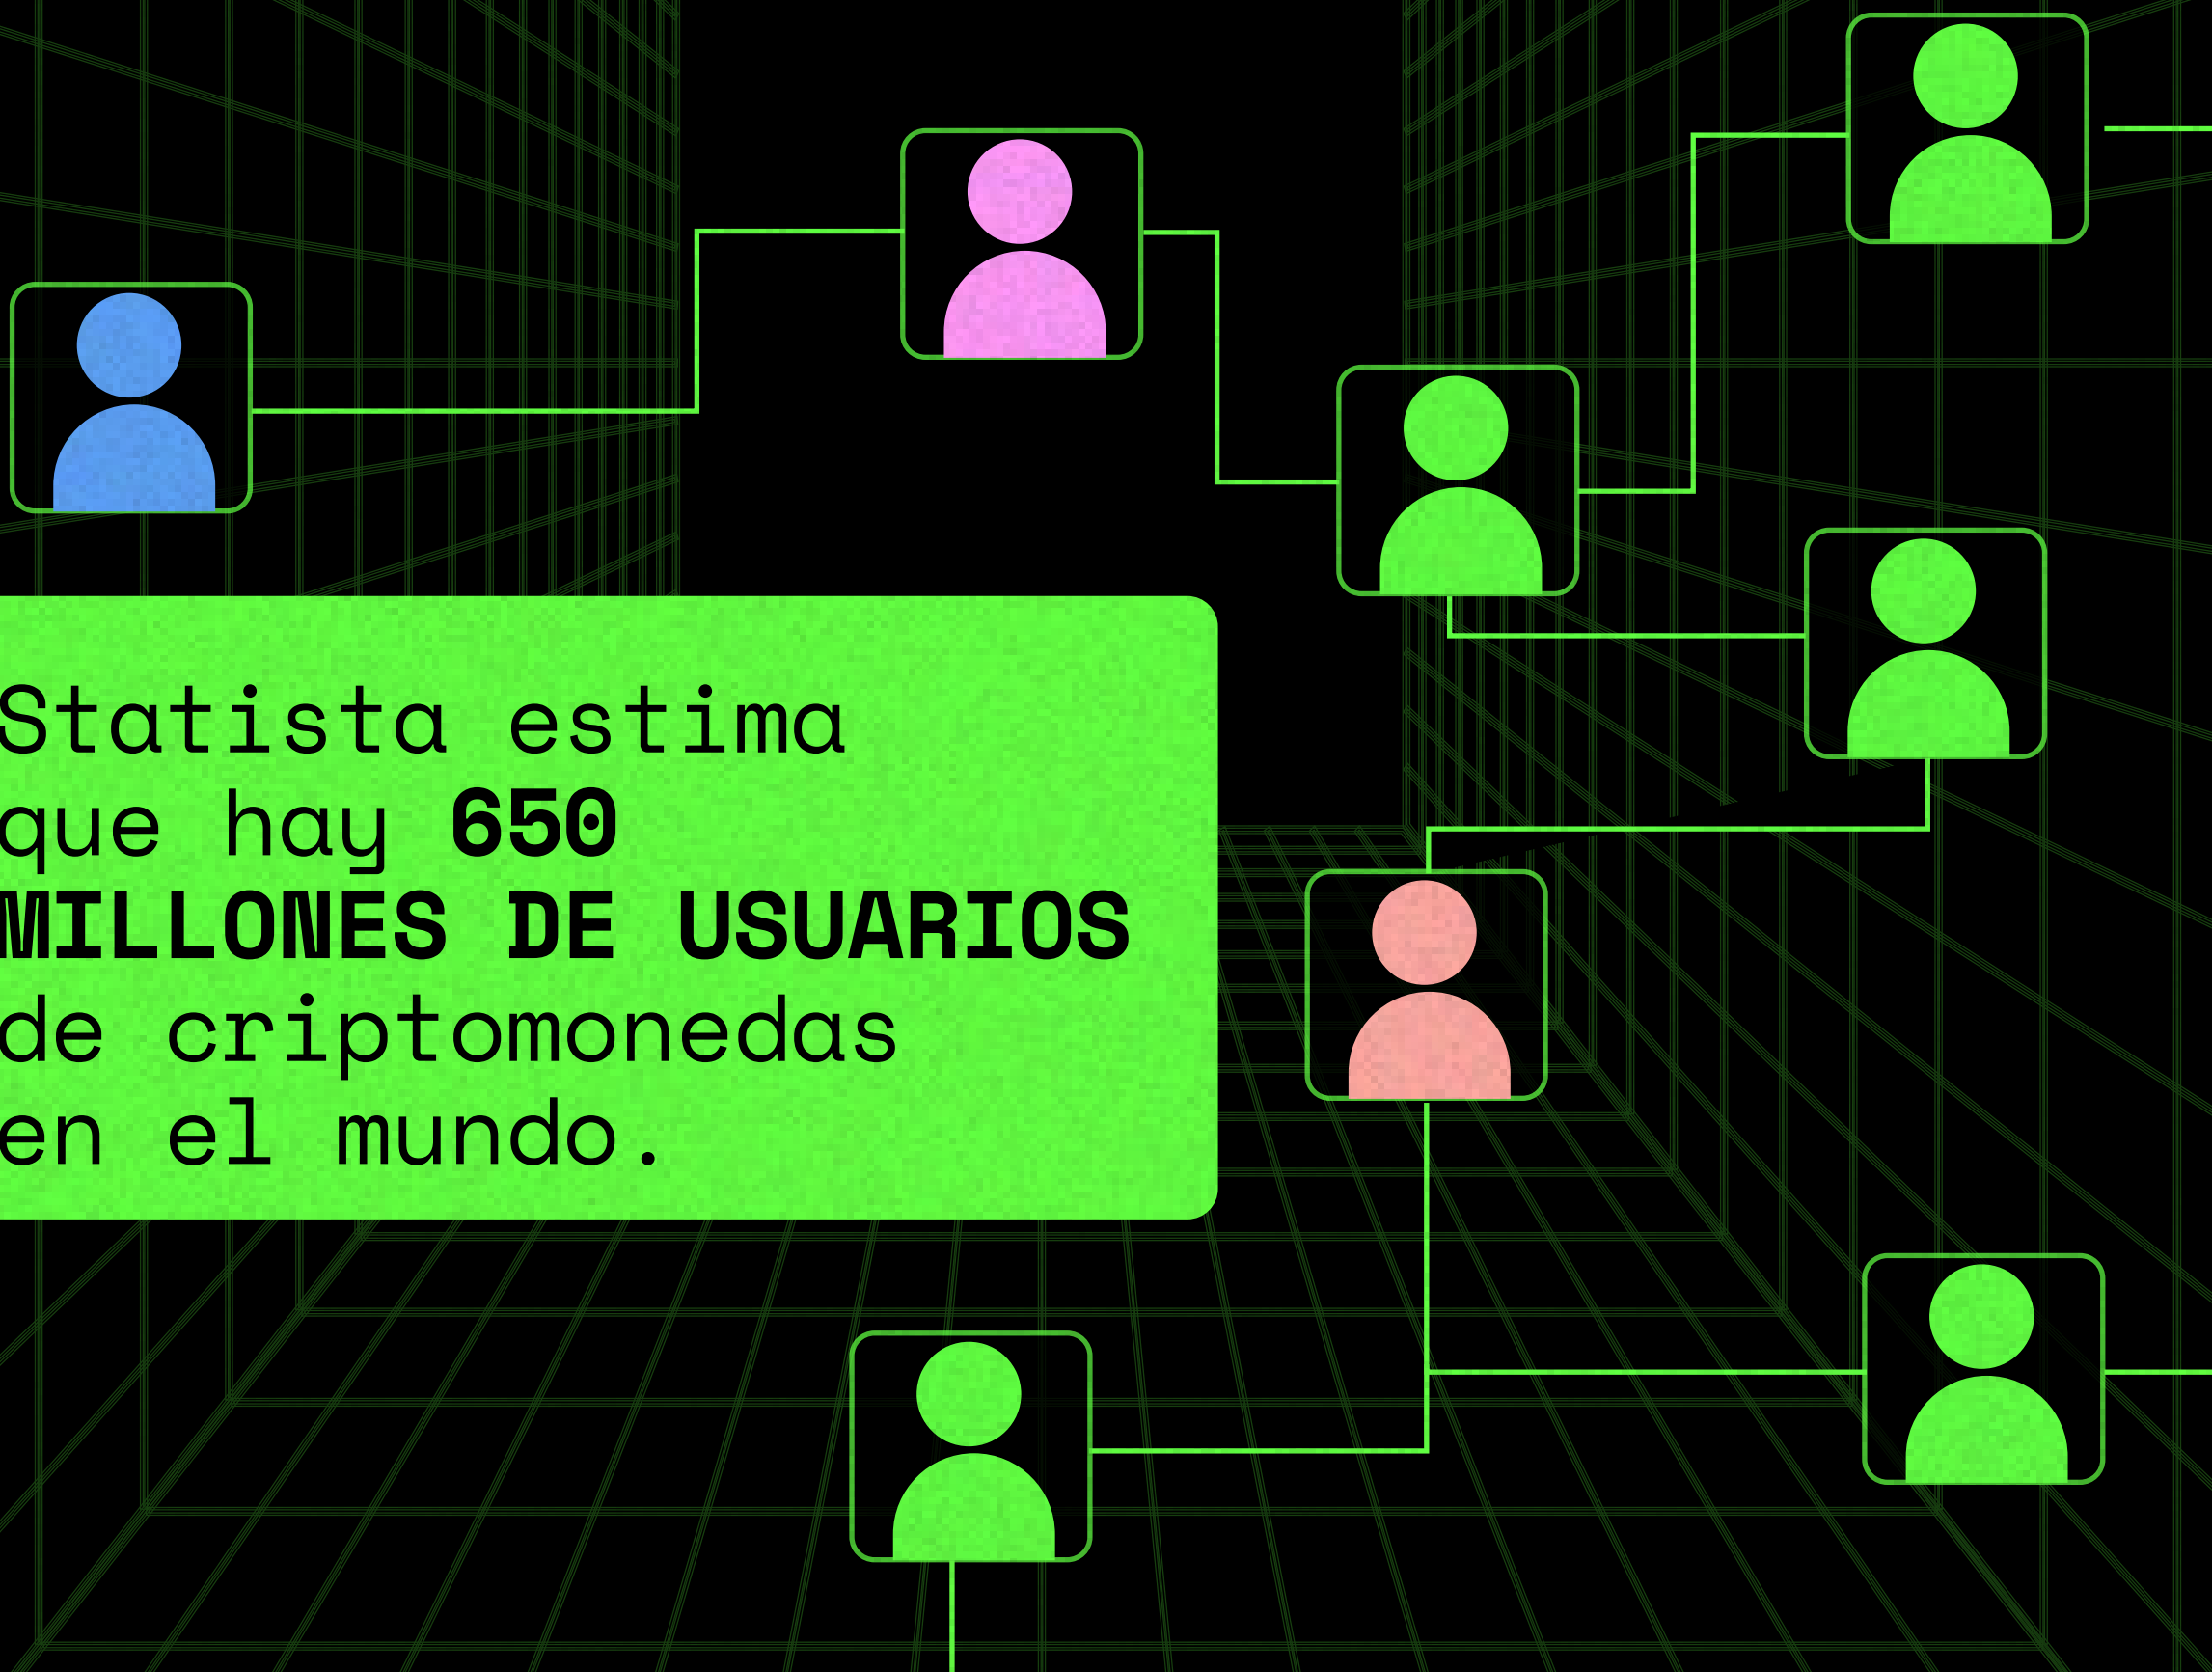 Statista estima
que hay 650
MILLONES DE USUARIOS
de criptomonedas
en el mundo.